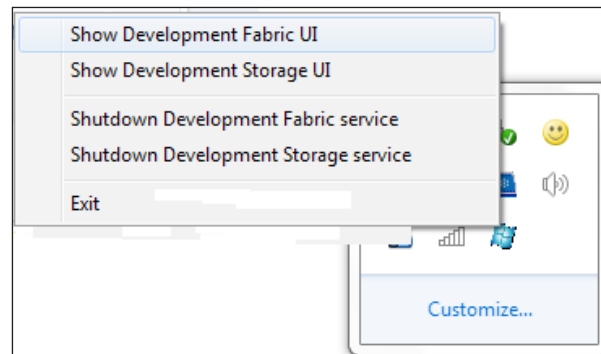 Show Development Fabric UI
Show Development Storage UI
Shutdown Development Fabric service
Shutdown Development Storage service
Exit
Customize...